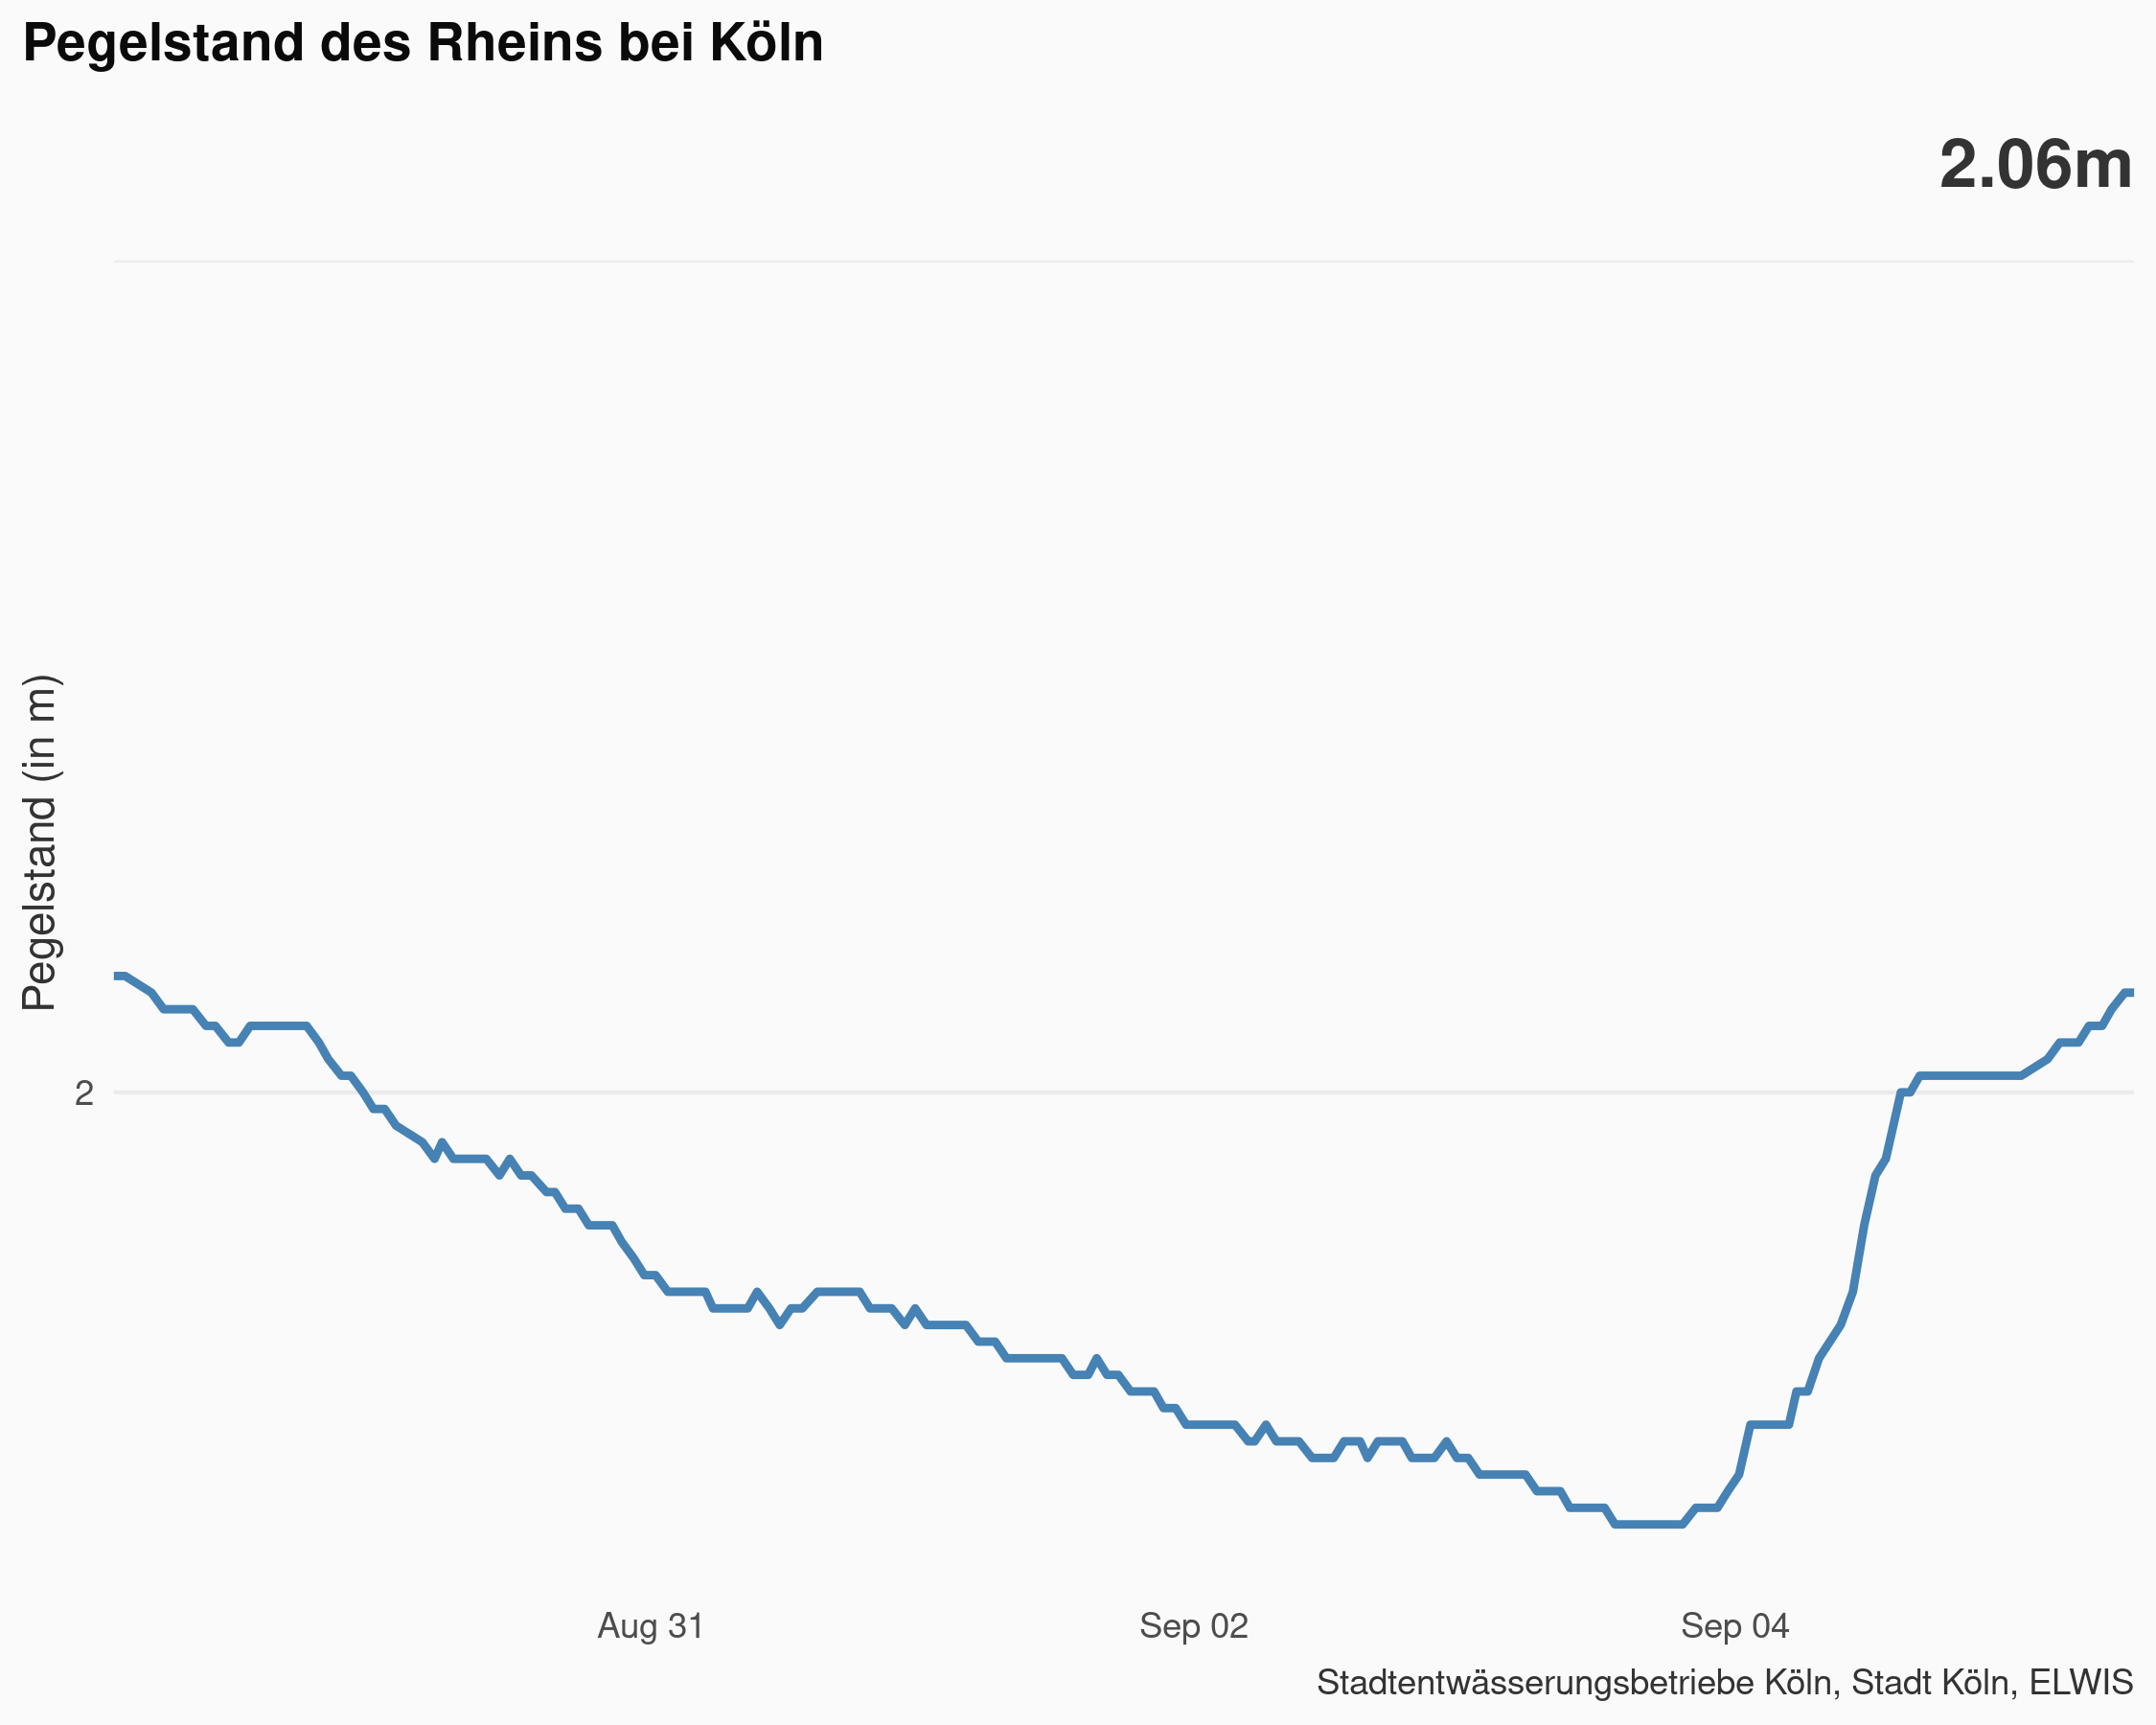 Pegelstand des Rheins bei Köln
2.06m
Pegelstand (in m)
2
Aug 31
Sep 02
Sep 04
Stadtentwässerungsbetriebe Köln, Stadt Köln, ELWIS